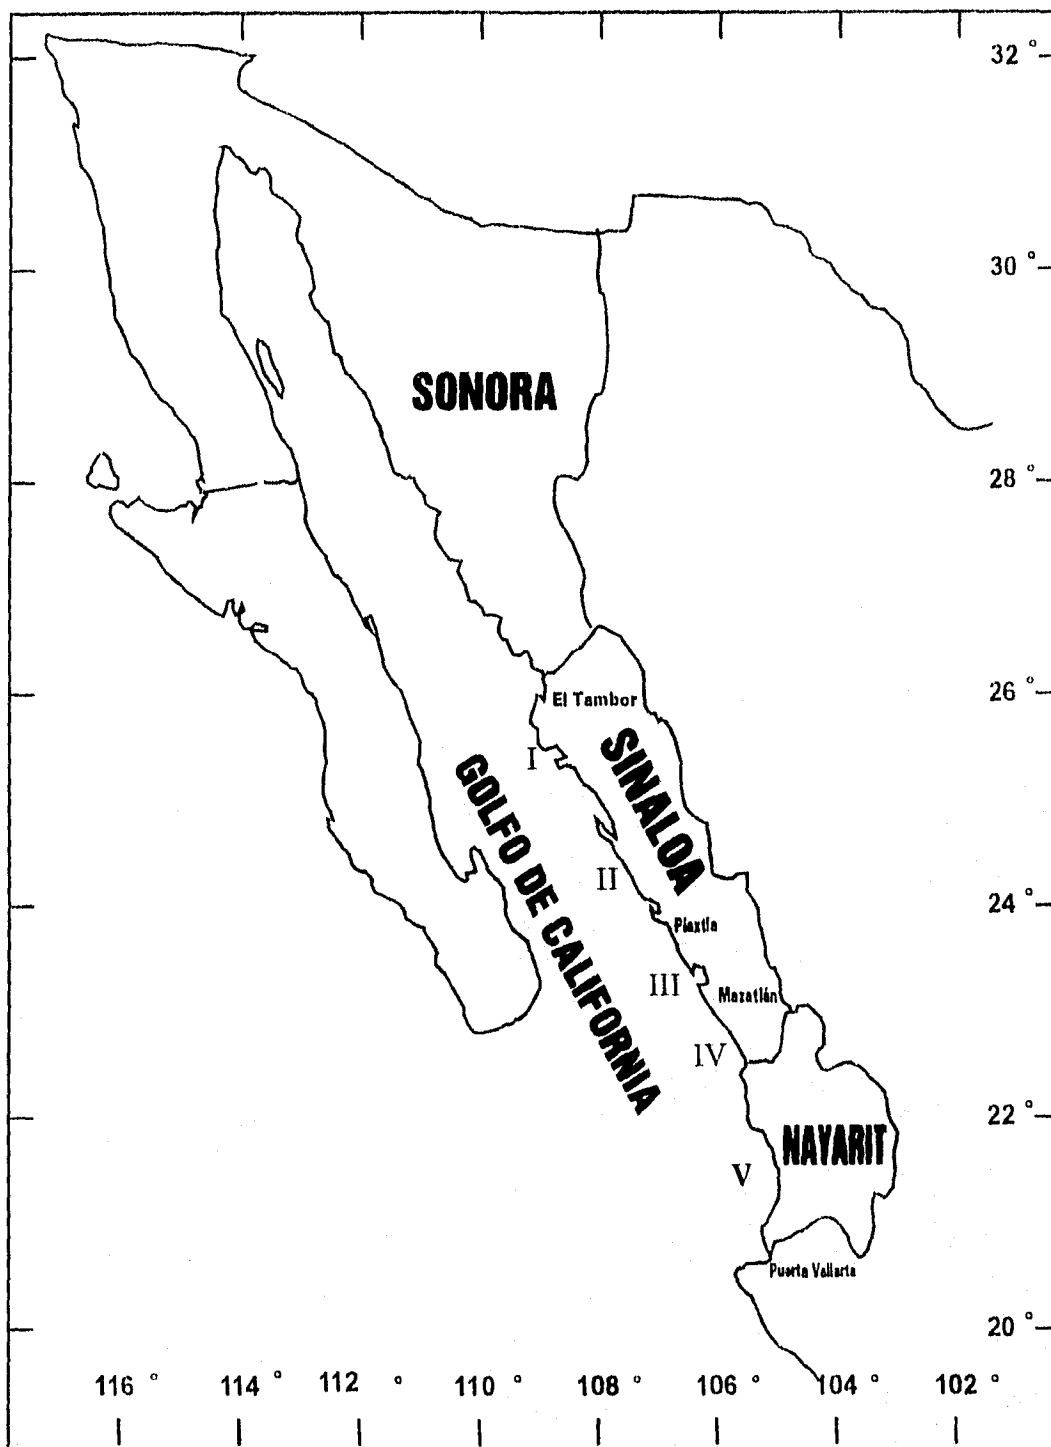 32 °
30 °
SONORA
28 °
26 °
El Tambor
I
SINALOA
GOLFO DE CALIFORNIA
II
24 °
Piaxtla
III
Mazatlán
IV
22 °
NAYARIT
V
Puerta Vallarta
20 °
116 ° 114 ° 112 ° 110 ° 108 ° 106 ° 104 ° 102 °